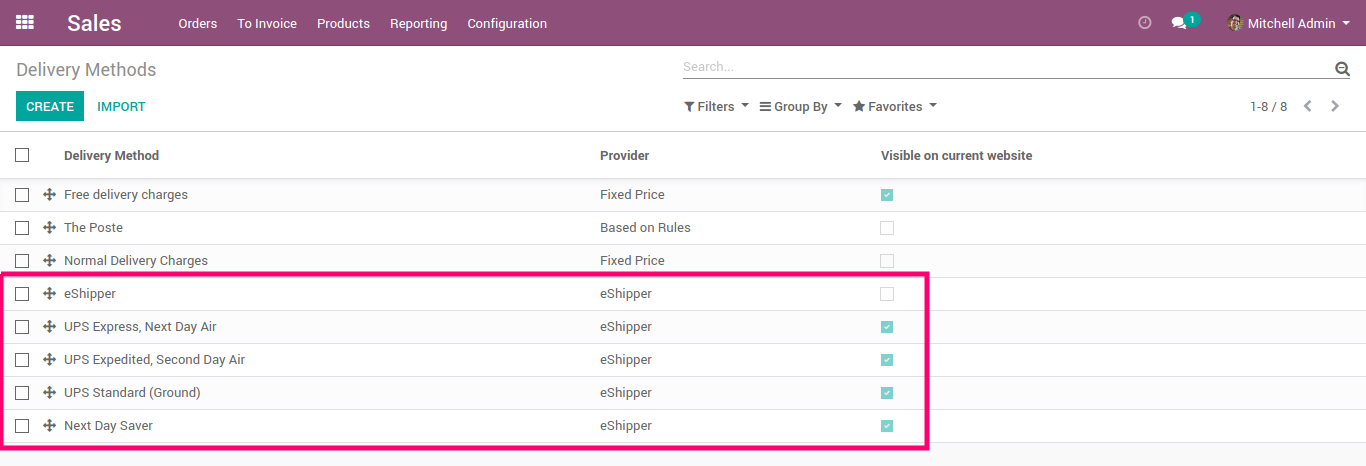 Sales Orders To Invoice Products Reporting Configuration 1 Mitchell Admin
Delivery Methods Search...
CREATE IMPORT Filters Group By Favorites 1-8 / 8
Delivery Method Provider Visible on current website
Free delivery charges Fixed Price
The Poste Based on Rules
Normal Delivery Charges Fixed Price
eShipper eShipper
UPS Express, Next Day Air eShipper
UPS Expedited, Second Day Air eShipper
UPS Standard (Ground) eShipper
Next Day Saver eShipper